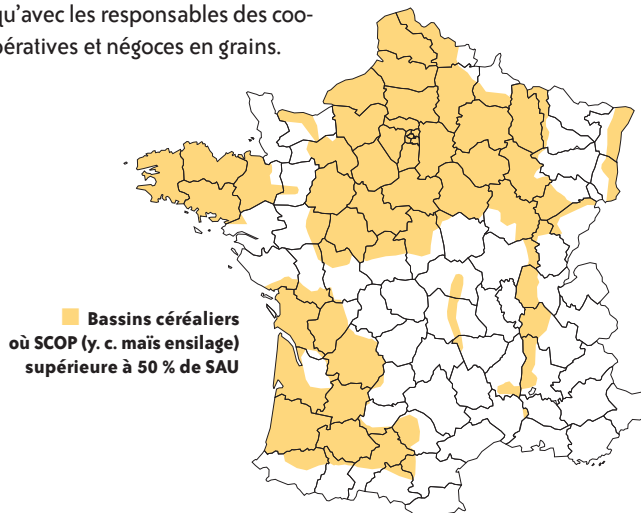 qu’avec les responsables des coo-
pératives et négoces en grains.
Bassins céréaliers
où SCOP (y. c. maïs ensilage)
supérieure à 50 % de SAU